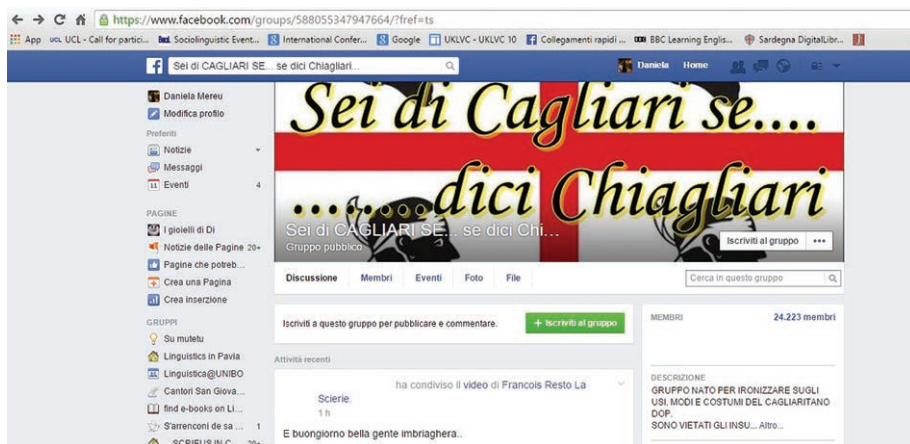 https://www.facebook.com/groups/588055347947664/?fref=ts
App UCL - Call for partici... Sociolinguistic Event... International Confer... Google UKLVC - UKLVC 10 Collegamenti rapidi ... BBC Learning Englis... Sardegna DigitalLibr...
Sei di CAGLIARI SE... se dici Chiagliari...
Daniela Home
Daniela Mereu
Modifica profilo
Preferiti
Notizie
Messaggi
Eventi 4
PAGINE
I gioielli di Di
Notizie delle Pagine 20+
Pagine che potreb...
Crea una Pagina
Crea inserzione
GRUPPI
Su mutetu
Linguistics in Pavia
Linguistica@UNIBO
Cantori San Giova...
find e-books on Li...
S'arrenconi de sa ... 1
Sei di Cagliari se....
........dici Chiagliari
Sei di CAGLIARI SE... se dici Chi...
Gruppo pubblico
Iscriviti al gruppo
Discussione Membri Eventi Foto File
Cerca in questo gruppo
Iscriviti a questo gruppo per pubblicare e commentare.
+ Iscriviti al gruppo
Attività recenti
ha condiviso il video di Francois Resto La
Scierie.
1 h
E buongiorno bella gente imbriaghera..
MEMBRI 24.223 membri
DESCRIZIONE
GRUPPO NATO PER IRONIZZARE SUGLI
USI, MODI E COSTUMI DEL CAGLIARITANO
DOP.
SONO VIETATI GLI INSU... Altro...